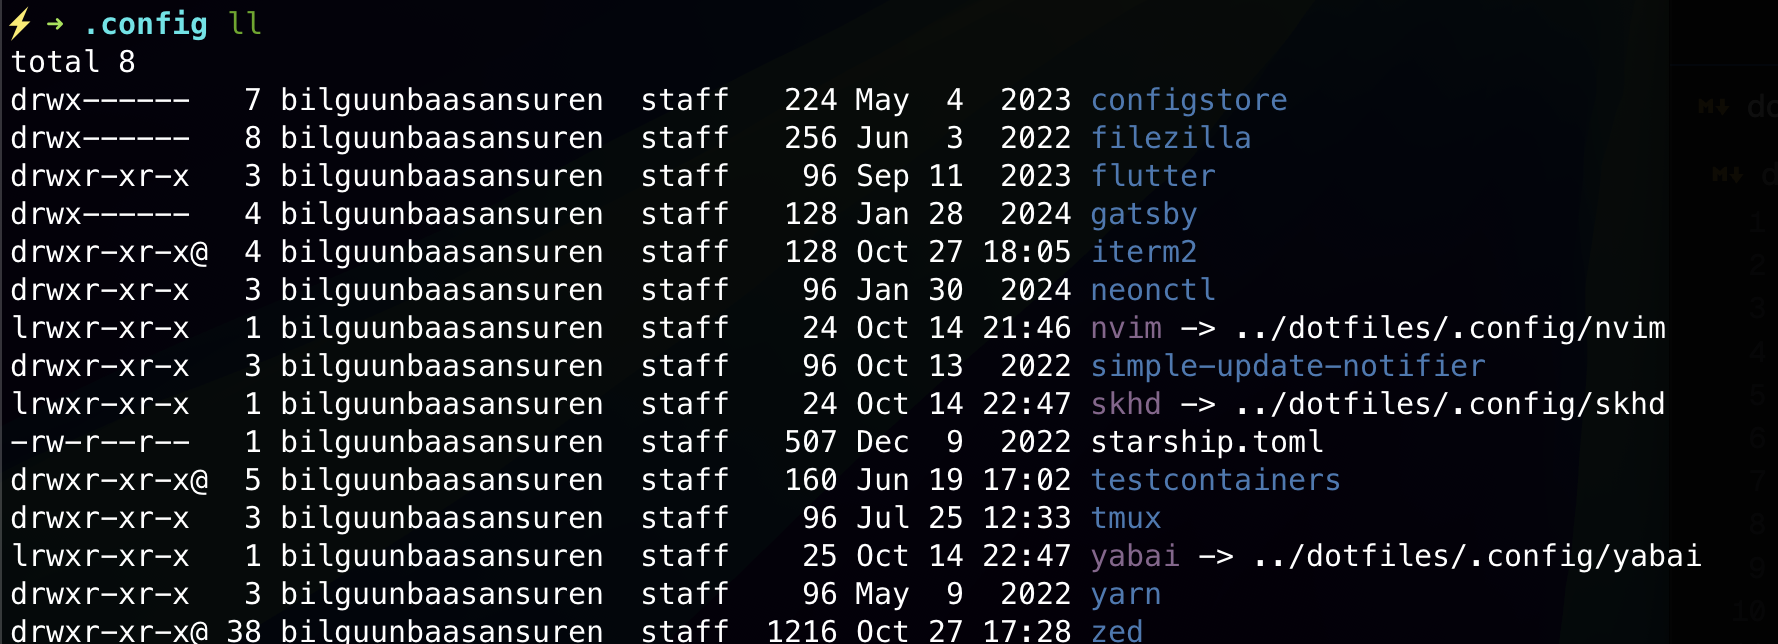 ⚡ ➜ .config ll
total 8
drwx------   7 bilguunbaasansuren  staff   224 May  4  2023 configstore
drwx------   8 bilguunbaasansuren  staff   256 Jun  3  2022 filezilla
drwxr-xr-x   3 bilguunbaasansuren  staff    96 Sep 11  2023 flutter
drwx------   4 bilguunbaasansuren  staff   128 Jan 28  2024 gatsby
drwxr-xr-x@  4 bilguunbaasansuren  staff   128 Oct 27 18:05 iterm2
drwxr-xr-x   3 bilguunbaasansuren  staff    96 Jan 30  2024 neonctl
lrwxr-xr-x   1 bilguunbaasansuren  staff    24 Oct 14 21:46 nvim -> ../dotfiles/.config/nvim
drwxr-xr-x   3 bilguunbaasansuren  staff    96 Oct 13  2022 simple-update-notifier
lrwxr-xr-x   1 bilguunbaasansuren  staff    24 Oct 14 22:47 skhd -> ../dotfiles/.config/skhd
-rw-r--r--   1 bilguunbaasansuren  staff   507 Dec  9  2022 starship.toml
drwxr-xr-x@  5 bilguunbaasansuren  staff   160 Jun 19 17:02 testcontainers
drwxr-xr-x   3 bilguunbaasansuren  staff    96 Jul 25 12:33 tmux
lrwxr-xr-x   1 bilguunbaasansuren  staff    25 Oct 14 22:47 yabai -> ../dotfiles/.config/yabai
drwxr-xr-x   3 bilguunbaasansuren  staff    96 May  9  2022 yarn
drwxr-xr-x@ 38 bilguunbaasansuren  staff  1216 Oct 27 17:28 zed